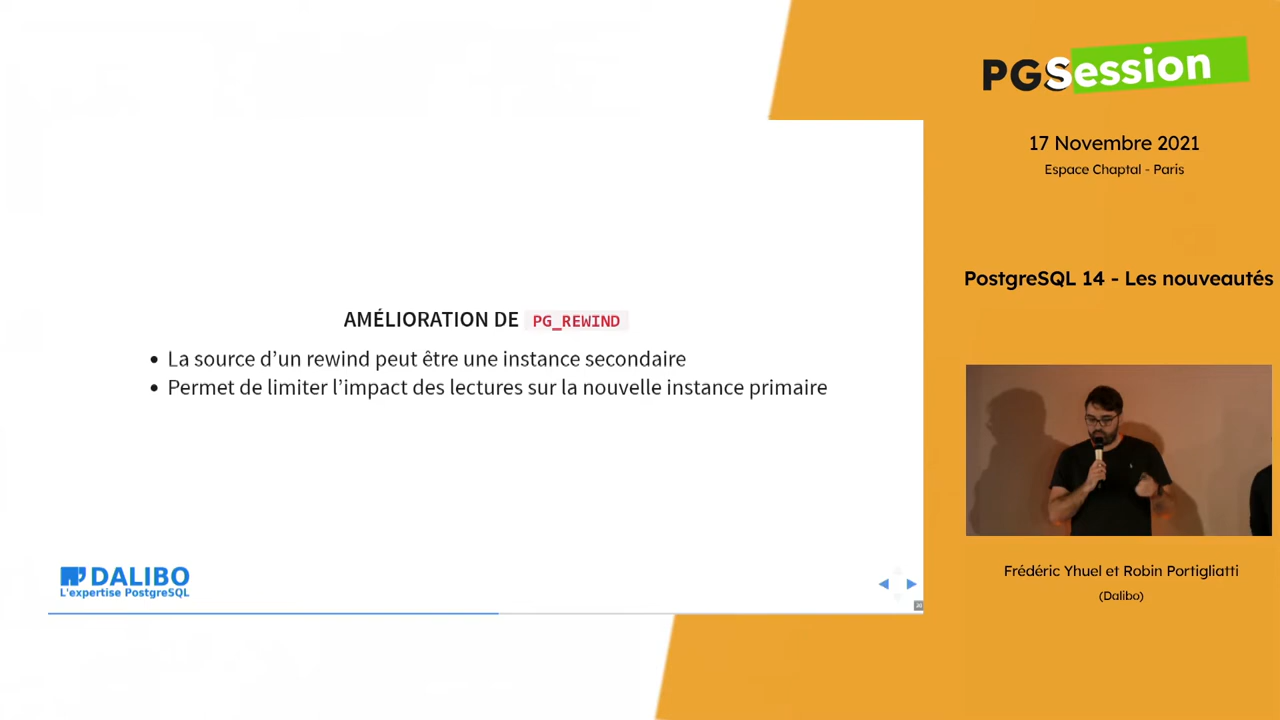 PGSession
17 Novembre 2021
Espace Chaptal - Paris
PostgreSQL 14 - Les nouveautés
AMÉLIORATION DE PG_REWIND
• La source d’un rewind peut être une instance secondaire
• Permet de limiter l’impact des lectures sur la nouvelle instance primaire
DALIBO
L'expertise PostgreSQL
Frédéric Yhuel et Robin Portigliatti
(Dalibo)